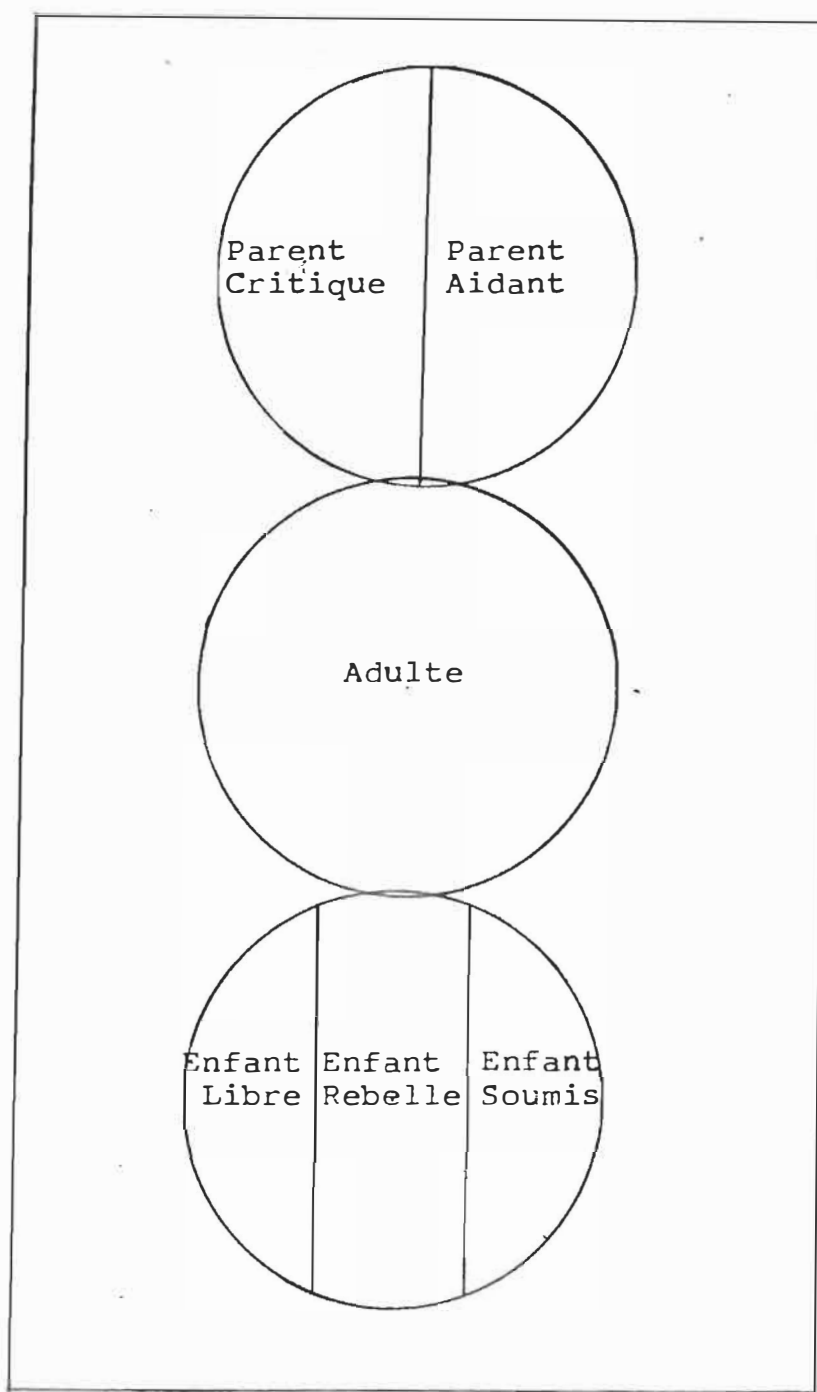 Parent
Critique
Parent
Aidant
Adulte
Enfant
Libre
Enfant
Rebelle
Enfant
Soumis